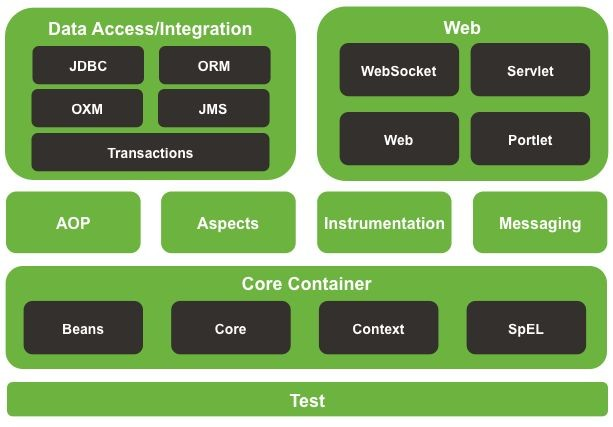 Data Access/Integration
JDBC
ORM
OXM
JMS
Transactions
Web
WebSocket
Servlet
Web
Portlet
AOP
Aspects
Instrumentation
Messaging
Core Container
Beans
Core
Context
SpEL
Test